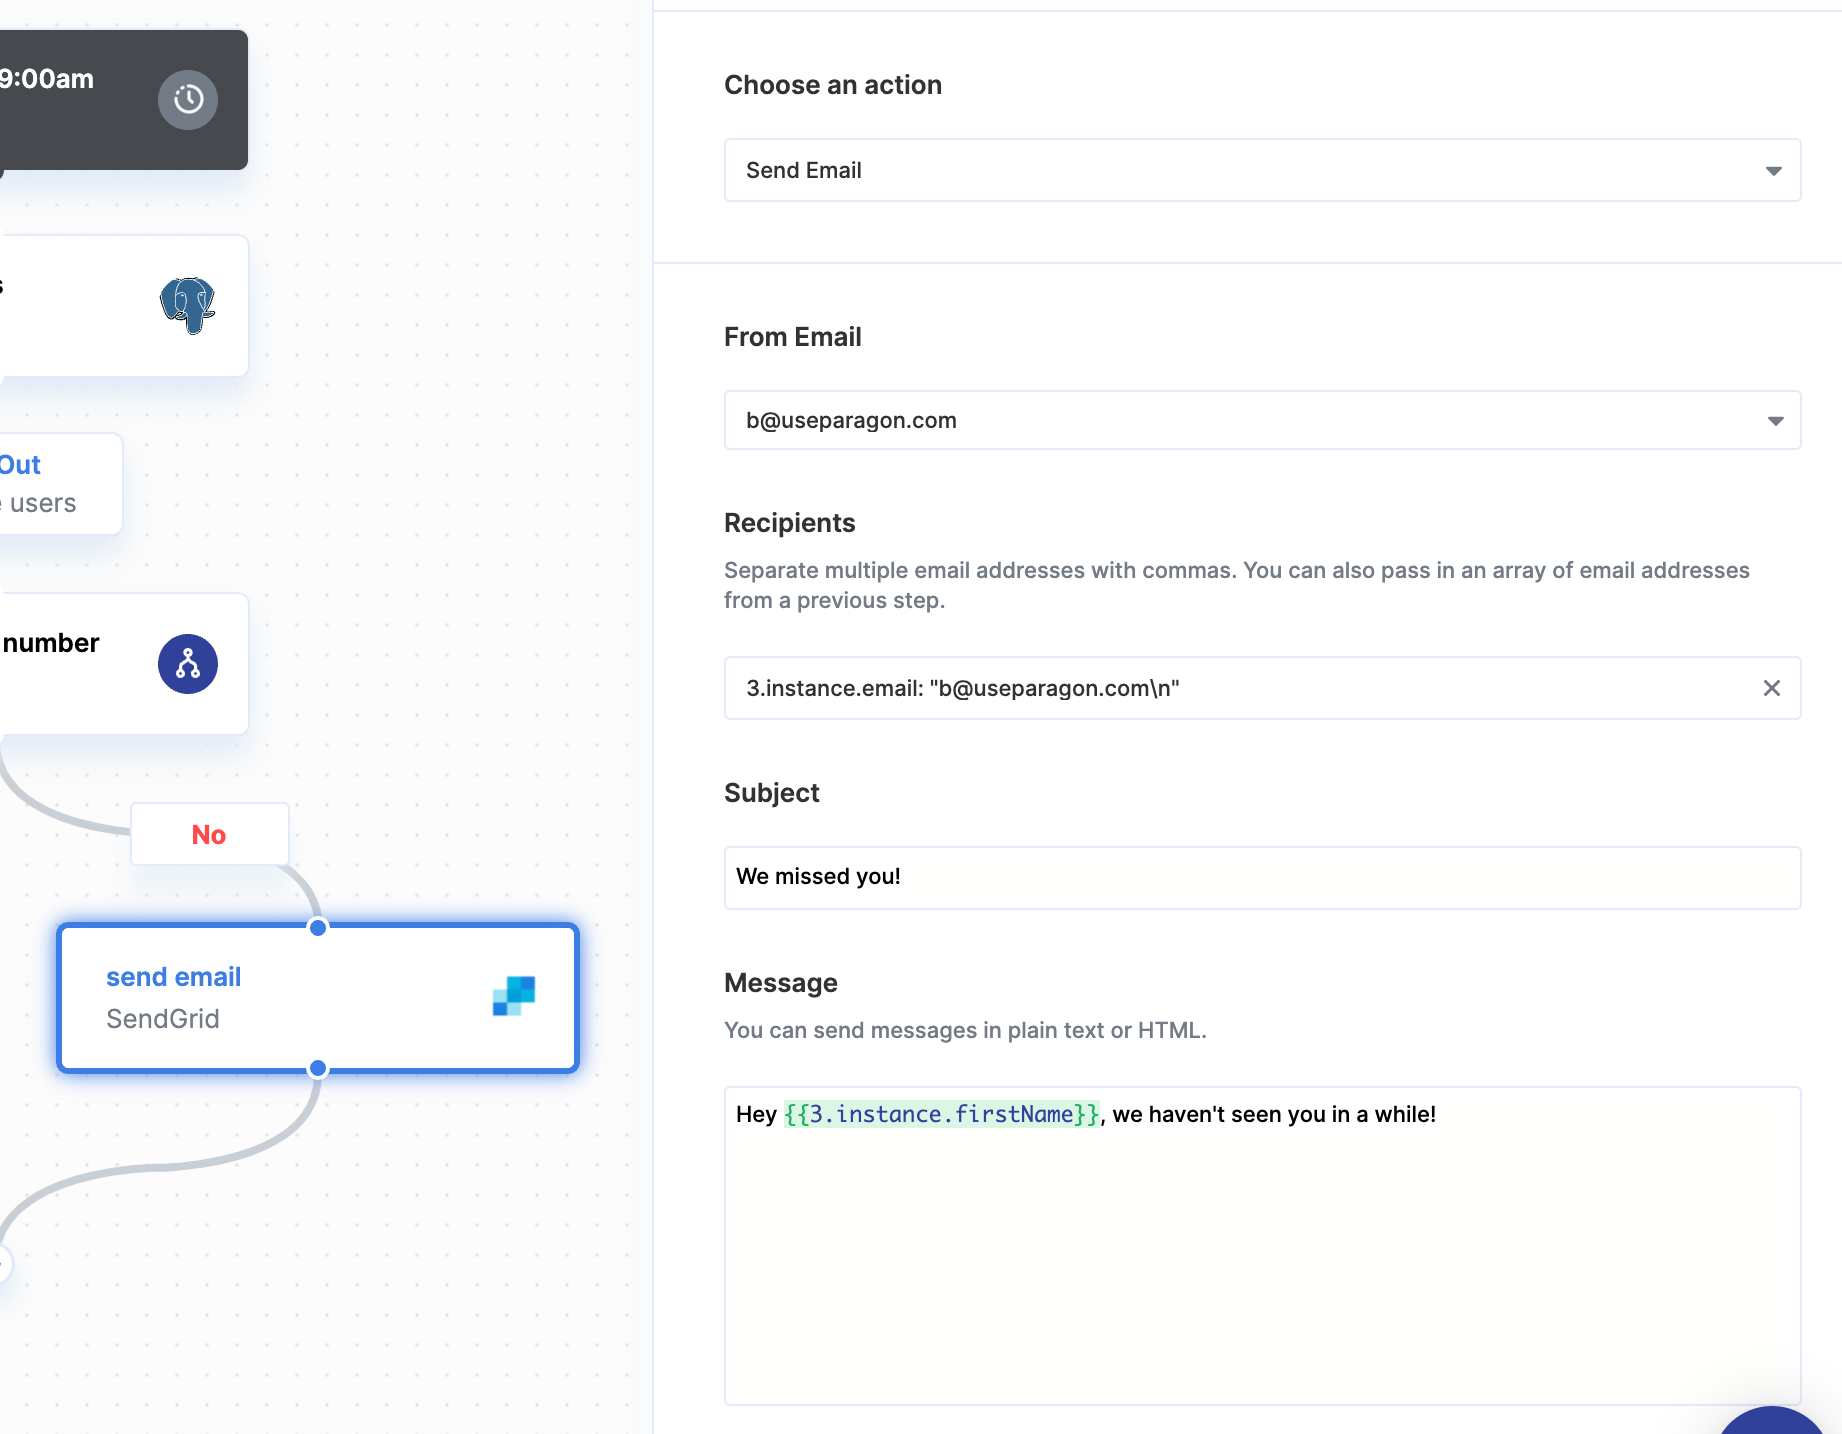 9:00am
s
Out
e users
number
No
send email
SendGrid
Choose an action
Send Email
From Email
b@useparagon.com
Recipients
Separate multiple email addresses with commas. You can also pass in an array of email addresses
from a previous step.
3.instance.email: "b@useparagon.com\n"
Subject
We missed you!
Message
You can send messages in plain text or HTML.
Hey {{3.instance.firstName}}, we haven't seen you in a while!